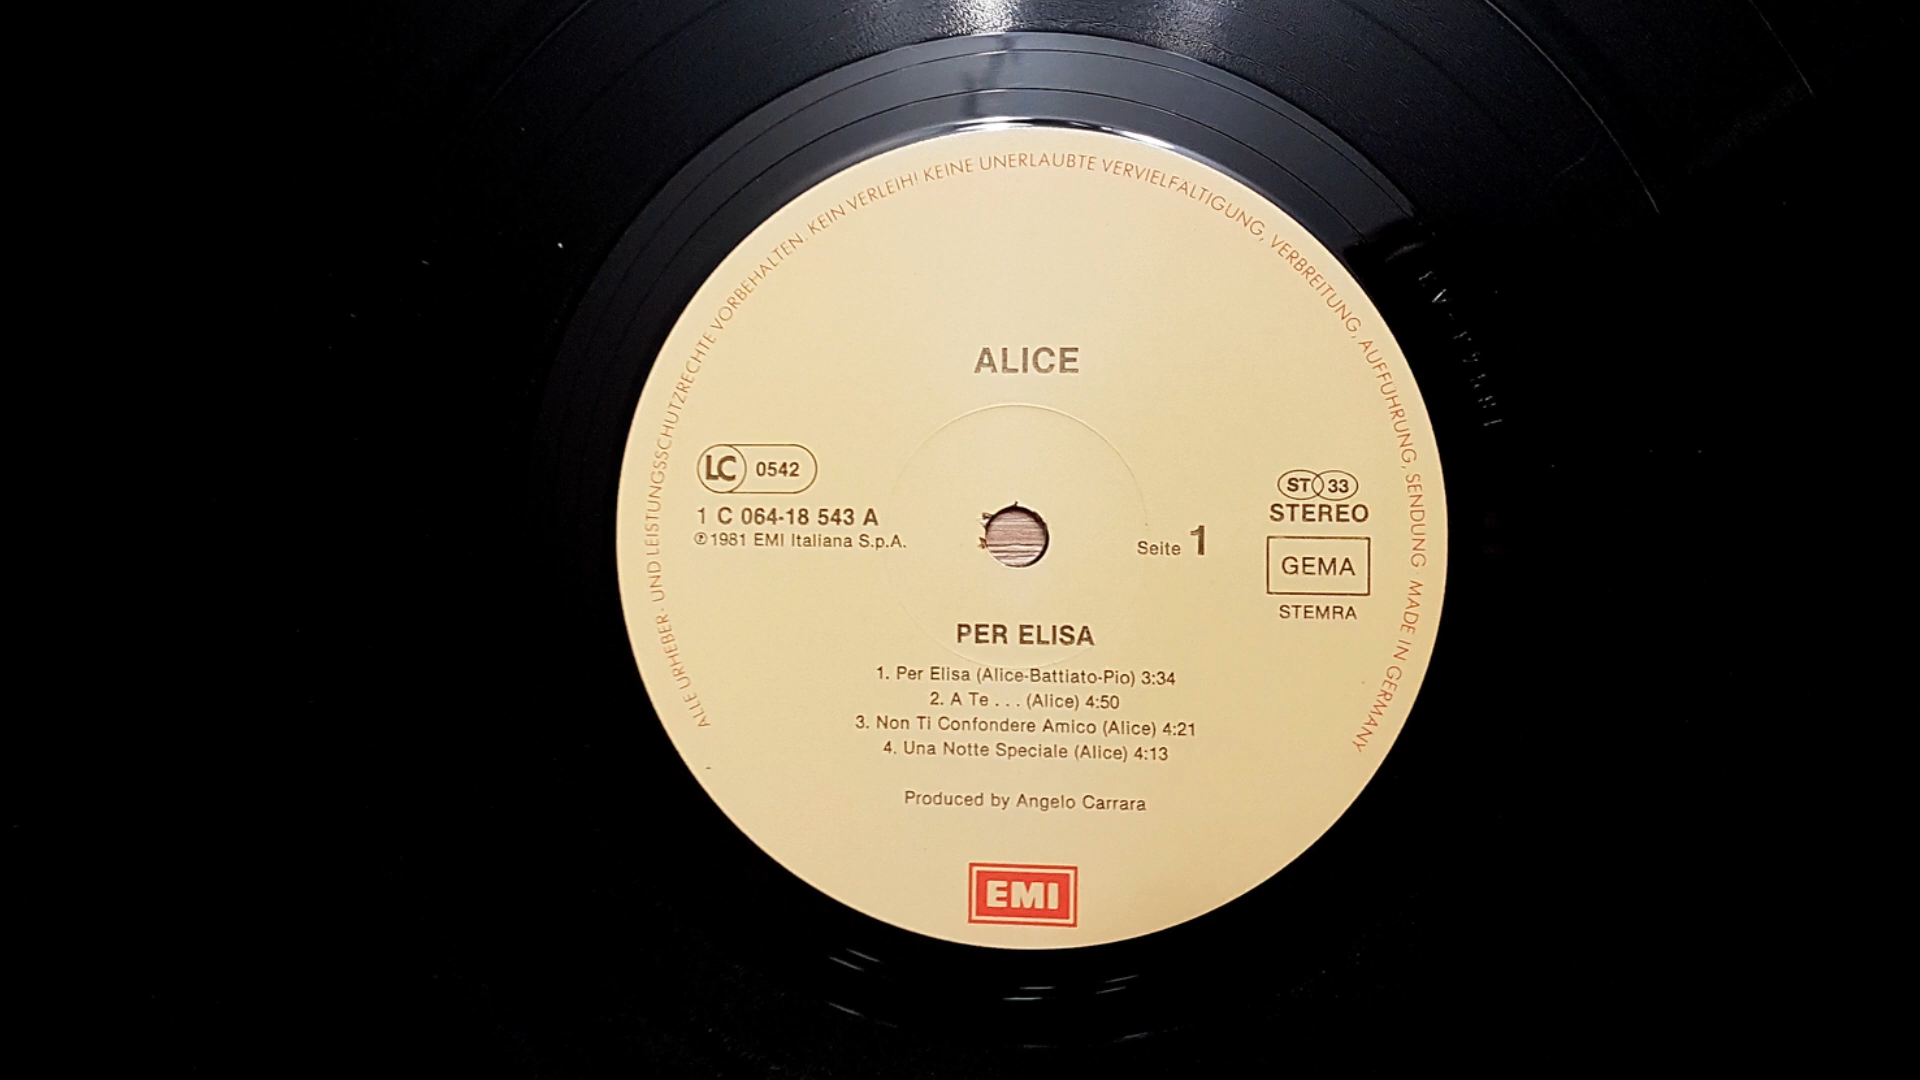 ALLE URHEBER- UND LEISTUNGSSCHUTZRECHTE VORBEHALTEN. KEIN VERLEIH! KEINE UNERLAUBTE VERVIELFÄLTIGUNG, VERBREITUNG, AUFFÜHRUNG, SENDUNG MADE IN GERMANY
ALICE
LC 0542
1 C 064-18 543 A
℗1981 EMI Italiana S.p.A.
Seite 1
ST 33
STEREO
GEMA
STEMRA
PER ELISA
1. Per Elisa (Alice-Battiato-Pio) 3:34
2. A Te . . . (Alice) 4:50
3. Non Ti Confondere Amico (Alice) 4:21
4. Una Notte Speciale (Alice) 4:13
Produced by Angelo Carrara
EMI